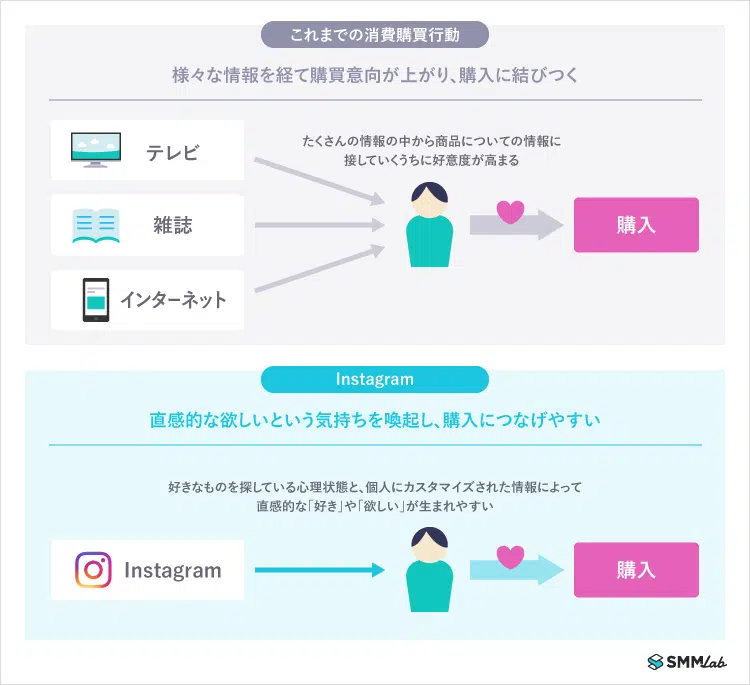 これまでの消費購買行動
様々な情報を経て購買意向が上がり、購入に結びつく
テレビ
雑誌
インターネット
たくさんの情報の中から商品についての情報に
接していくうちに好意度が高まる
購入
Instagram
直感的な欲しいという気持ちを喚起し、購入につなげやすい
好きなものを探している心理状態と、個人にカスタマイズされた情報によって
直感的な「好き」や「欲しい」が生まれやすい
Instagram
購入
SMMLab